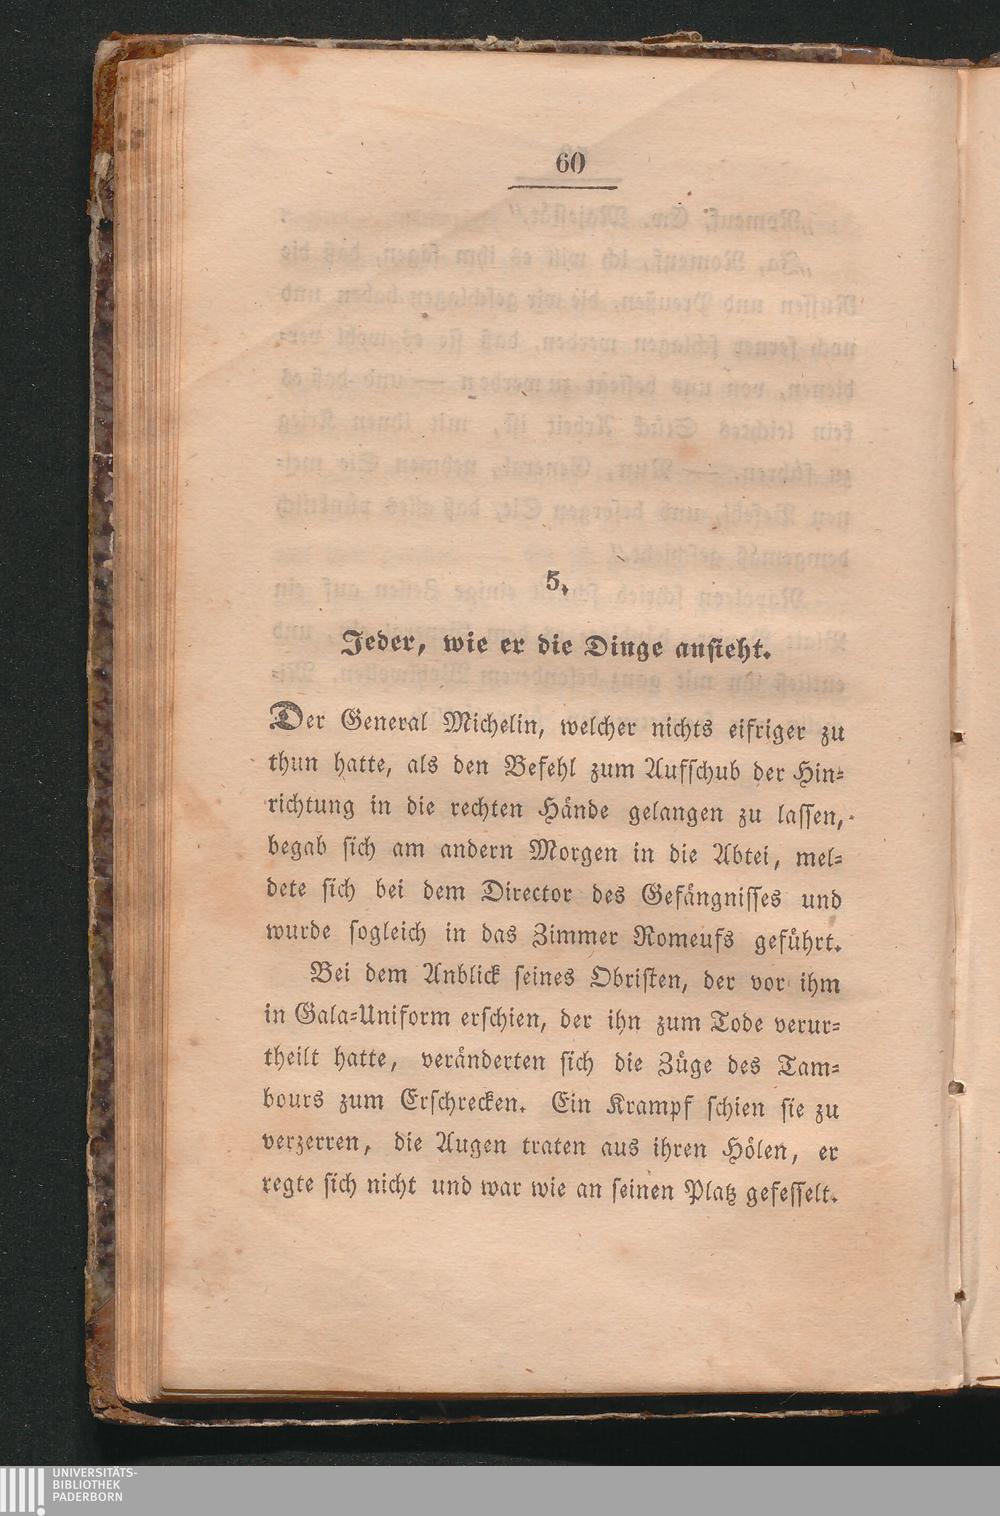 60
5.
Jeder, wie er die Dinge ansieht.
Der General Michelin, welcher nichts eifriger zu
thun hatte, als den Befehl zum Aufschub der Hin-
richtung in die rechten Hände gelangen zu lassen,
begab sich am andern Morgen in die Abtei, mel-
dete sich bei dem Director des Gefängnisses und
wurde sogleich in das Zimmer Romeufs geführt.
Bei dem Anblick seines Obristen, der vor ihm
in Gala-Uniform erschien, der ihn zum Tode verur-
theilt hatte, veränderten sich die Züge des Tam-
bours zum Erschrecken. Ein Krampf schien sie zu
verzerren, die Augen traten aus ihren Hölen, er
regte sich nicht und war wie an seinen Platz gefesselt.
UNIVERSITÄTS-
BIBLIOTHEK
PADERBORN